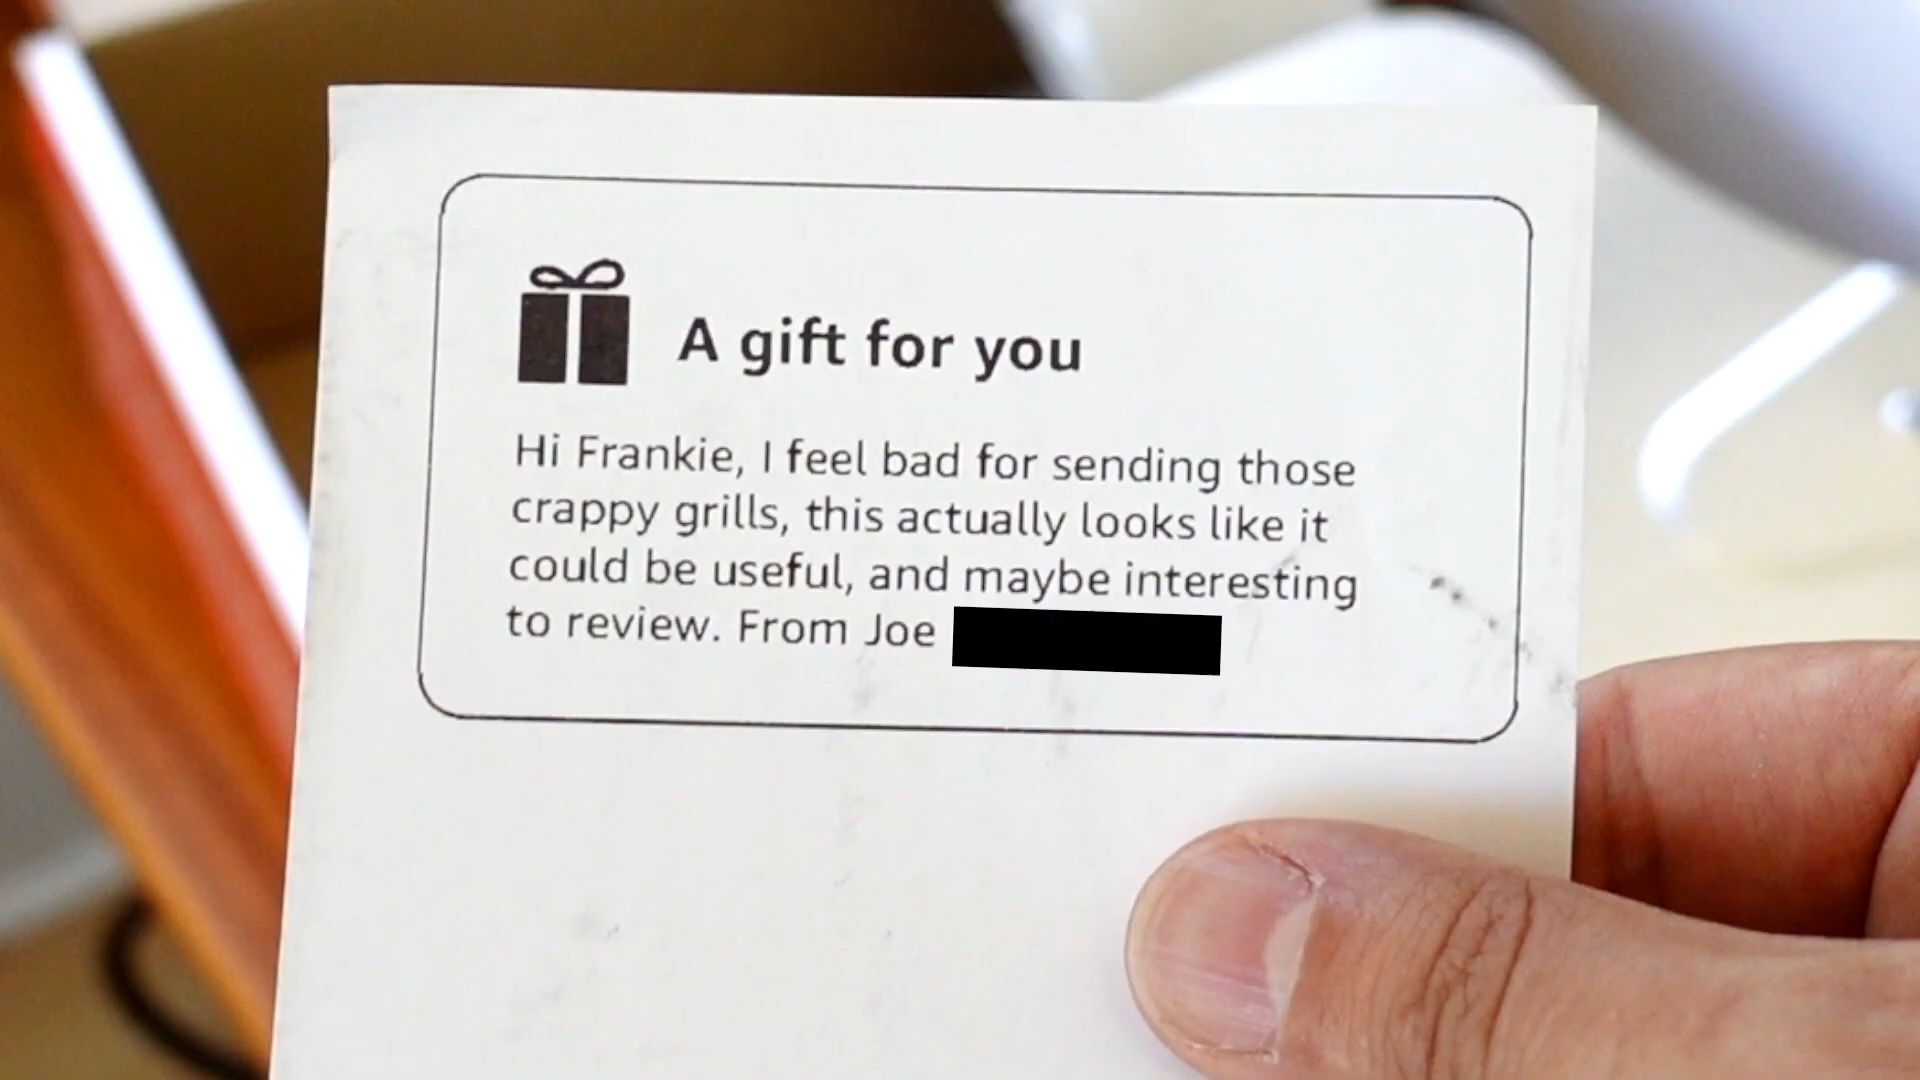 A gift for you
Hi Frankie, I feel bad for sending those
crappy grills, this actually looks like it
could be useful, and maybe interesting
to review. From Joe